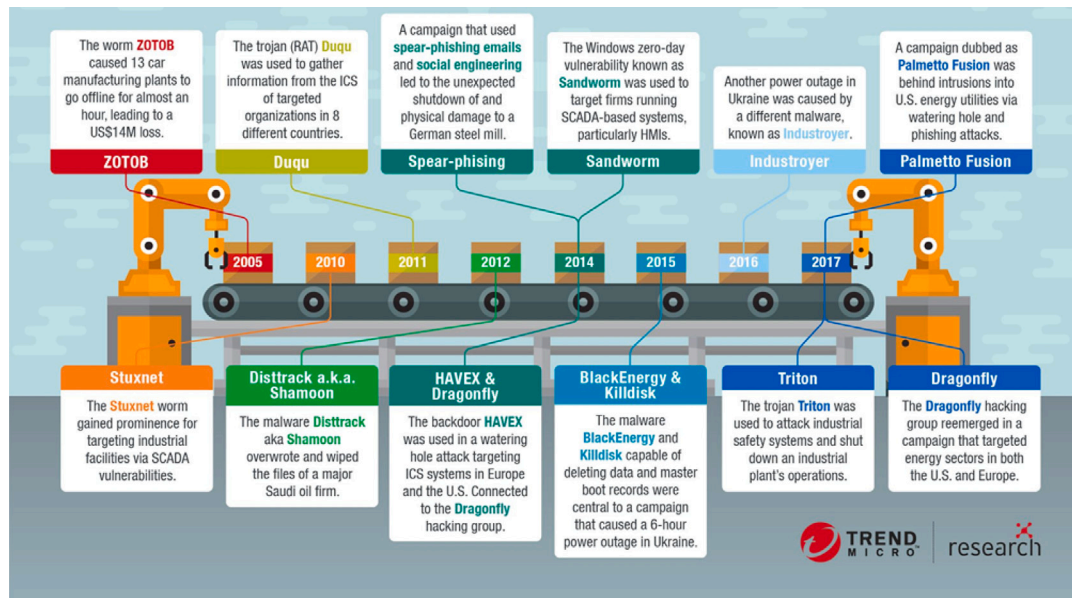 The worm ZOTOB
caused 13 car
manufacturing plants to
go offline for almost an
hour, leading to a
US$14M loss.
ZOTOB
The trojan (RAT) Duqu
was used to gather
information from the ICS
of targeted
organizations in 8
different countries.
Duqu
A campaign that used
spear-phishing emails
and social engineering
led to the unexpected
shutdown of and
physical damage to a
German steel mill.
Spear-phising
The Windows zero-day
vulnerability known as
Sandworm was used to
target firms running
SCADA-based systems,
particularly HMIs.
Sandworm
Another power outage in
Ukraine was caused by
a different malware,
known as Industroyer.
Industroyer
A campaign dubbed as
Palmetto Fusion was
behind intrusions into
U.S. energy utilities via
watering hole and
phishing attacks.
Palmetto Fusion
2005
2010
2011
2012
2014
2015
2016
2017
Stuxnet
The Stuxnet worm
gained prominence for
targeting industrial
facilities via SCADA
vulnerabilities.
Disttrack a.k.a.
Shamoon
The malware Disttrack
aka Shamoon
overwrote and wiped
the files of a major
Saudi oil firm.
HAVEX &
Dragonfly
The backdoor HAVEX
was used in a watering
hole attack targeting
ICS systems in Europe
and the U.S. Connected
to the Dragonfly
hacking group.
BlackEnergy &
Killdisk
The malware
BlackEnergy and
Killdisk capable of
deleting data and master
boot records were
central to a campaign
that caused a 6-hour
power outage in Ukraine.
Triton
The trojan Triton was
used to attack industrial
safety systems and shut
down an industrial
plant's operations.
Dragonfly
The Dragonfly hacking
group reemerged in a
campaign that targeted
energy sectors in both
the U.S. and Europe.
TREND
MICRO™
research